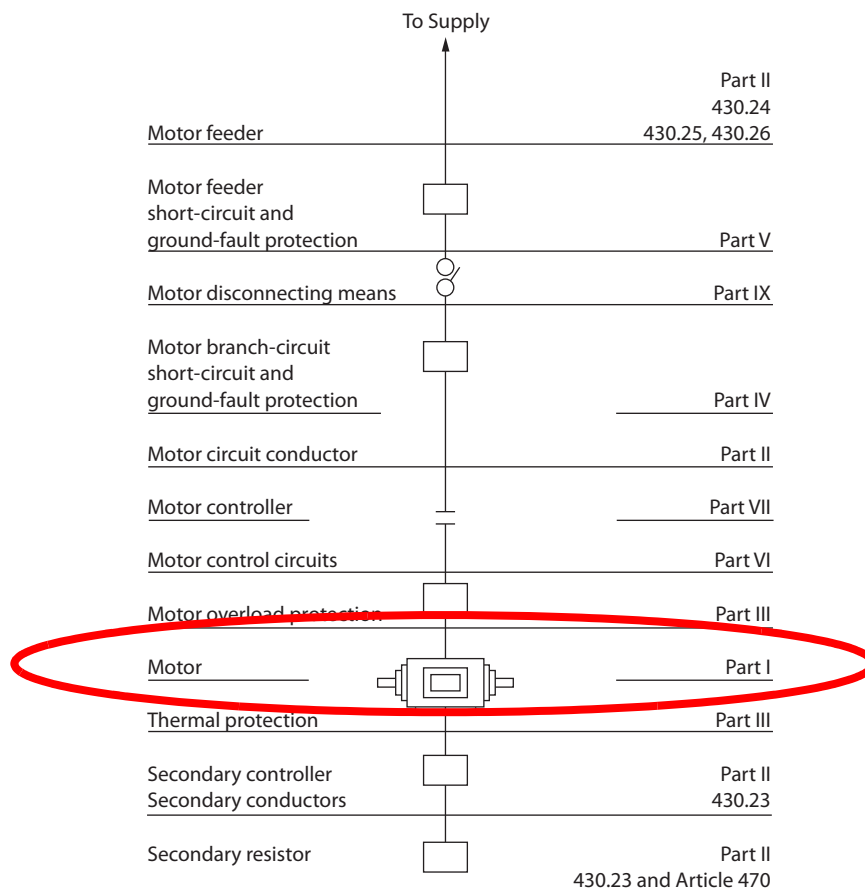 To Supply
Part II
430.24
Motor feeder 430.25, 430.26
Motor feeder
short-circuit and
ground-fault protection Part V
Motor disconnecting means Part IX
Motor branch-circuit
short-circuit and
ground-fault protection Part IV
Motor circuit conductor Part II
Motor controller Part VII
Motor control circuits Part VI
Motor overload protection Part III
Motor Part I
Thermal protection Part III
Secondary controller Part II
Secondary conductors 430.23
Secondary resistor Part II
430.23 and Article 470